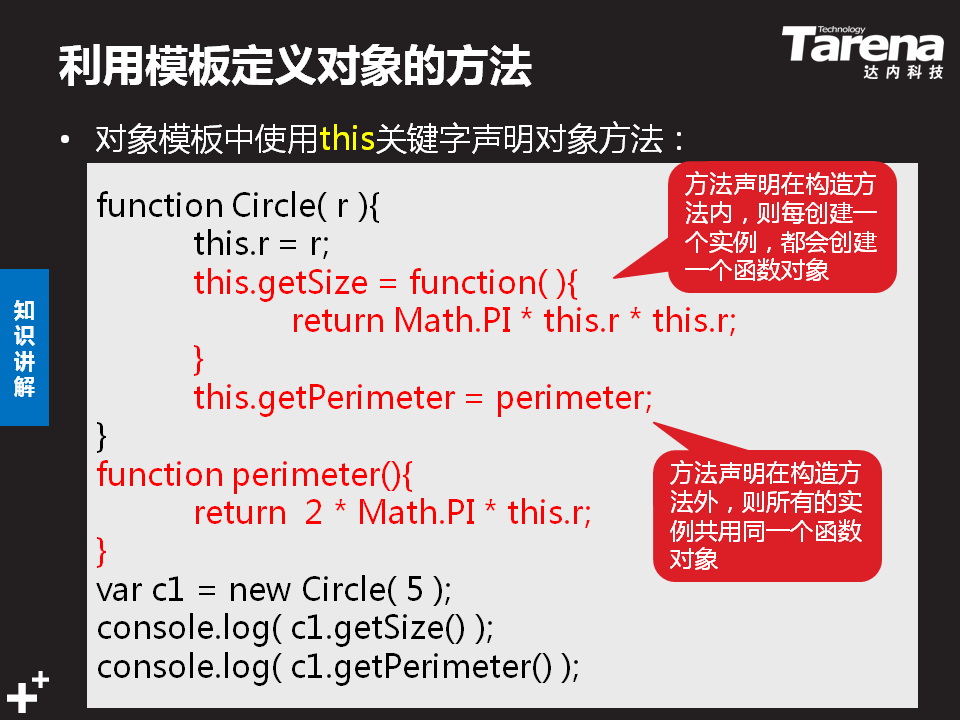 利用模板定义对象的方法
Technology
Tarena
达内科技
• 对象模板中使用this关键字声明对象方法：
function Circle( r ){
this.r = r;
this.getSize = function( ){
return Math.PI * this.r * this.r;
}
this.getPerimeter = perimeter;
}
function perimeter(){
return  2 * Math.PI * this.r;
}
var c1 = new Circle( 5 );
console.log( c1.getSize() );
console.log( c1.getPerimeter() );
方法声明在构造方
法内，则每创建一
个实例，都会创建
一个函数对象
方法声明在构造方
法外，则所有的实
例共用同一个函数
对象
知
识
讲
解